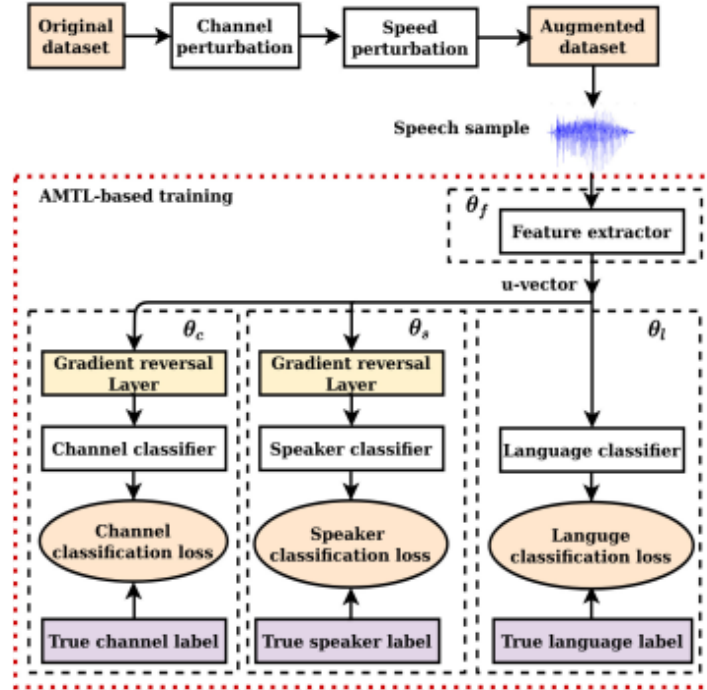 Original
dataset
Channel
perturbation
Speed
perturbation
Augmented
dataset
Speech sample
AMTL-based training
θf
Feature extractor
u-vector
θc
θs
θl
Gradient reversal
Layer
Gradient reversal
Layer
Channel classifier
Speaker classifier
Language classifier
Channel
classification loss
Speaker
classification loss
Languge
classification loss
True channel label
True speaker label
True language label